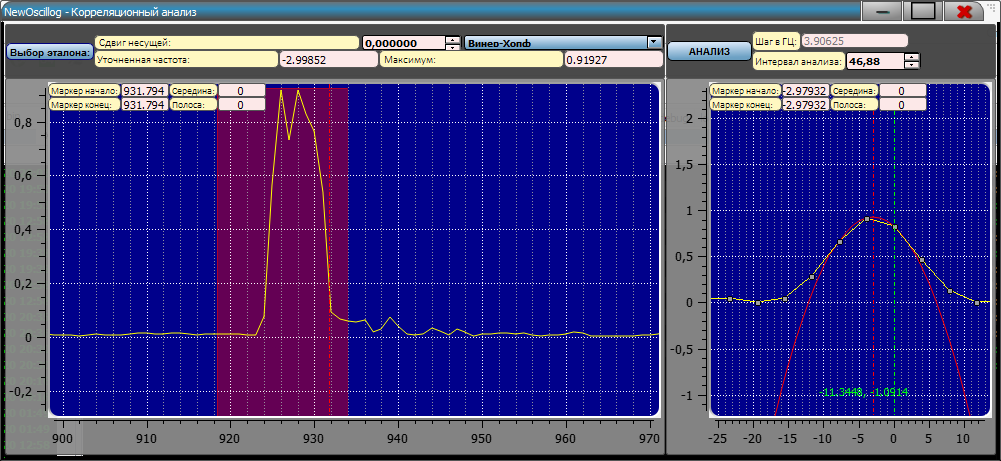 NewOscillog - Корреляционный анализ
Выбор эталона:
Сдвиг несущей: 0,000000 Винер-Хопф
Уточненная частота: -2.99852 Максимум: 0.91927
АНАЛИЗ
Шаг в ГЦ: 3.90625
Интервал анализа: 46,88
Маркер начало: 931.794 Середина: 0
Маркер конец: 931.794 Полоса: 0
0,8
0,6
0,4
0,2
0
-0,2
900 910 920 930 940 950 960 970
Маркер начало: -2.97932 Середина: 0
Маркер конец: -2.97932 Полоса: 0
2
1,5
1
0,5
0
-0,5
-1
-11.3448, -1.0914
-25 -20 -15 -10 -5 0 5 10